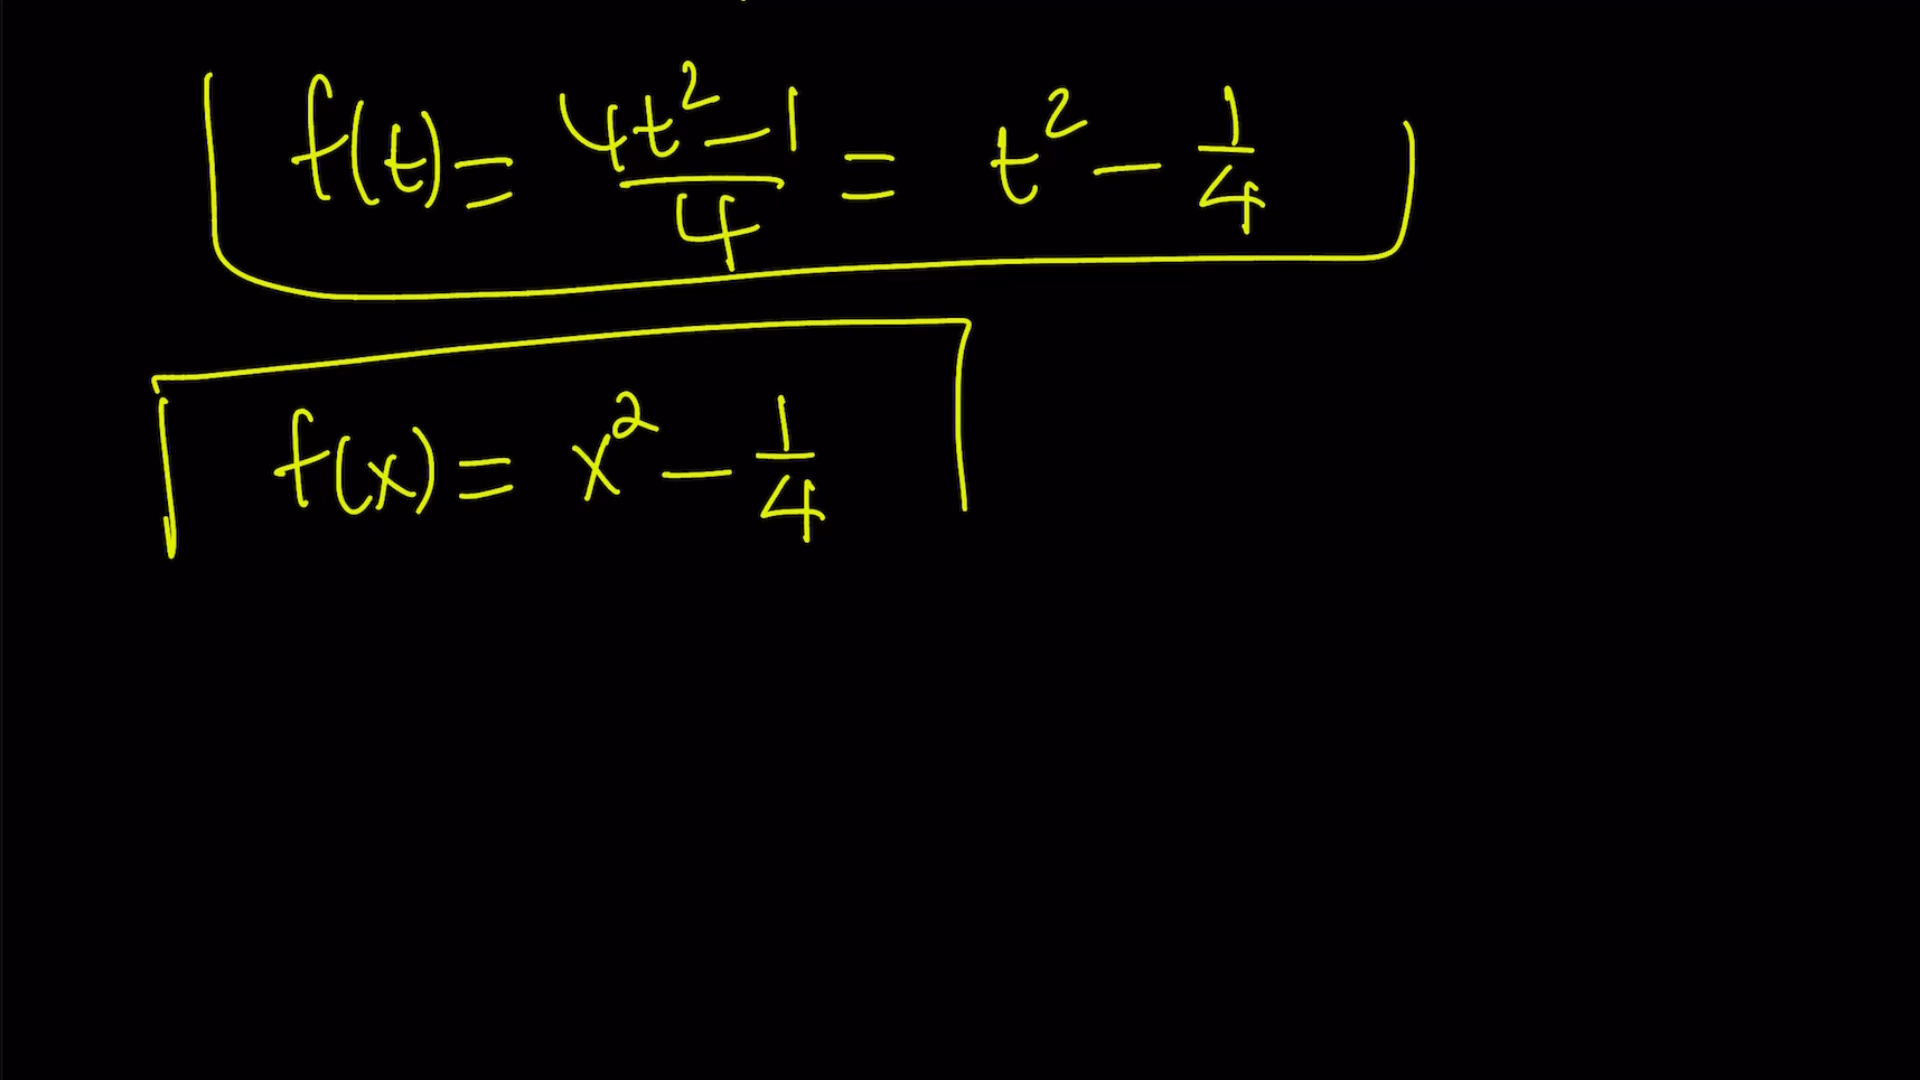 f(t) = (4t² - 1)/4 = t² - 1/4
f(x) = x² - 1/4